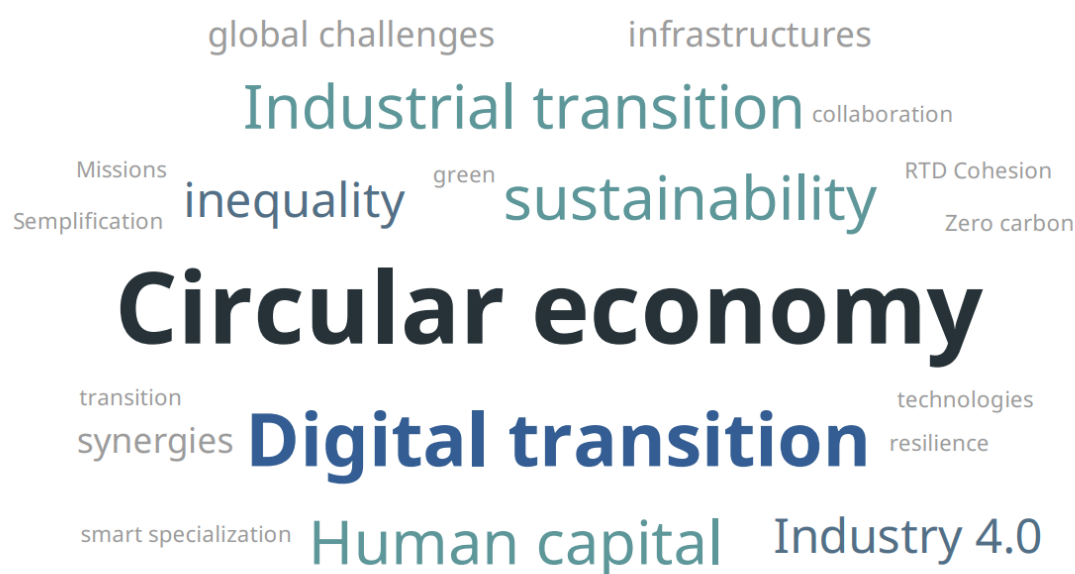 global challenges infrastructures
Industrial transition collaboration
Missions green RTD Cohesion
inequality sustainability
Semplification Zero carbon
Circular economy
transition technologies
synergies Digital transition resilience
smart specialization Human capital Industry 4.0